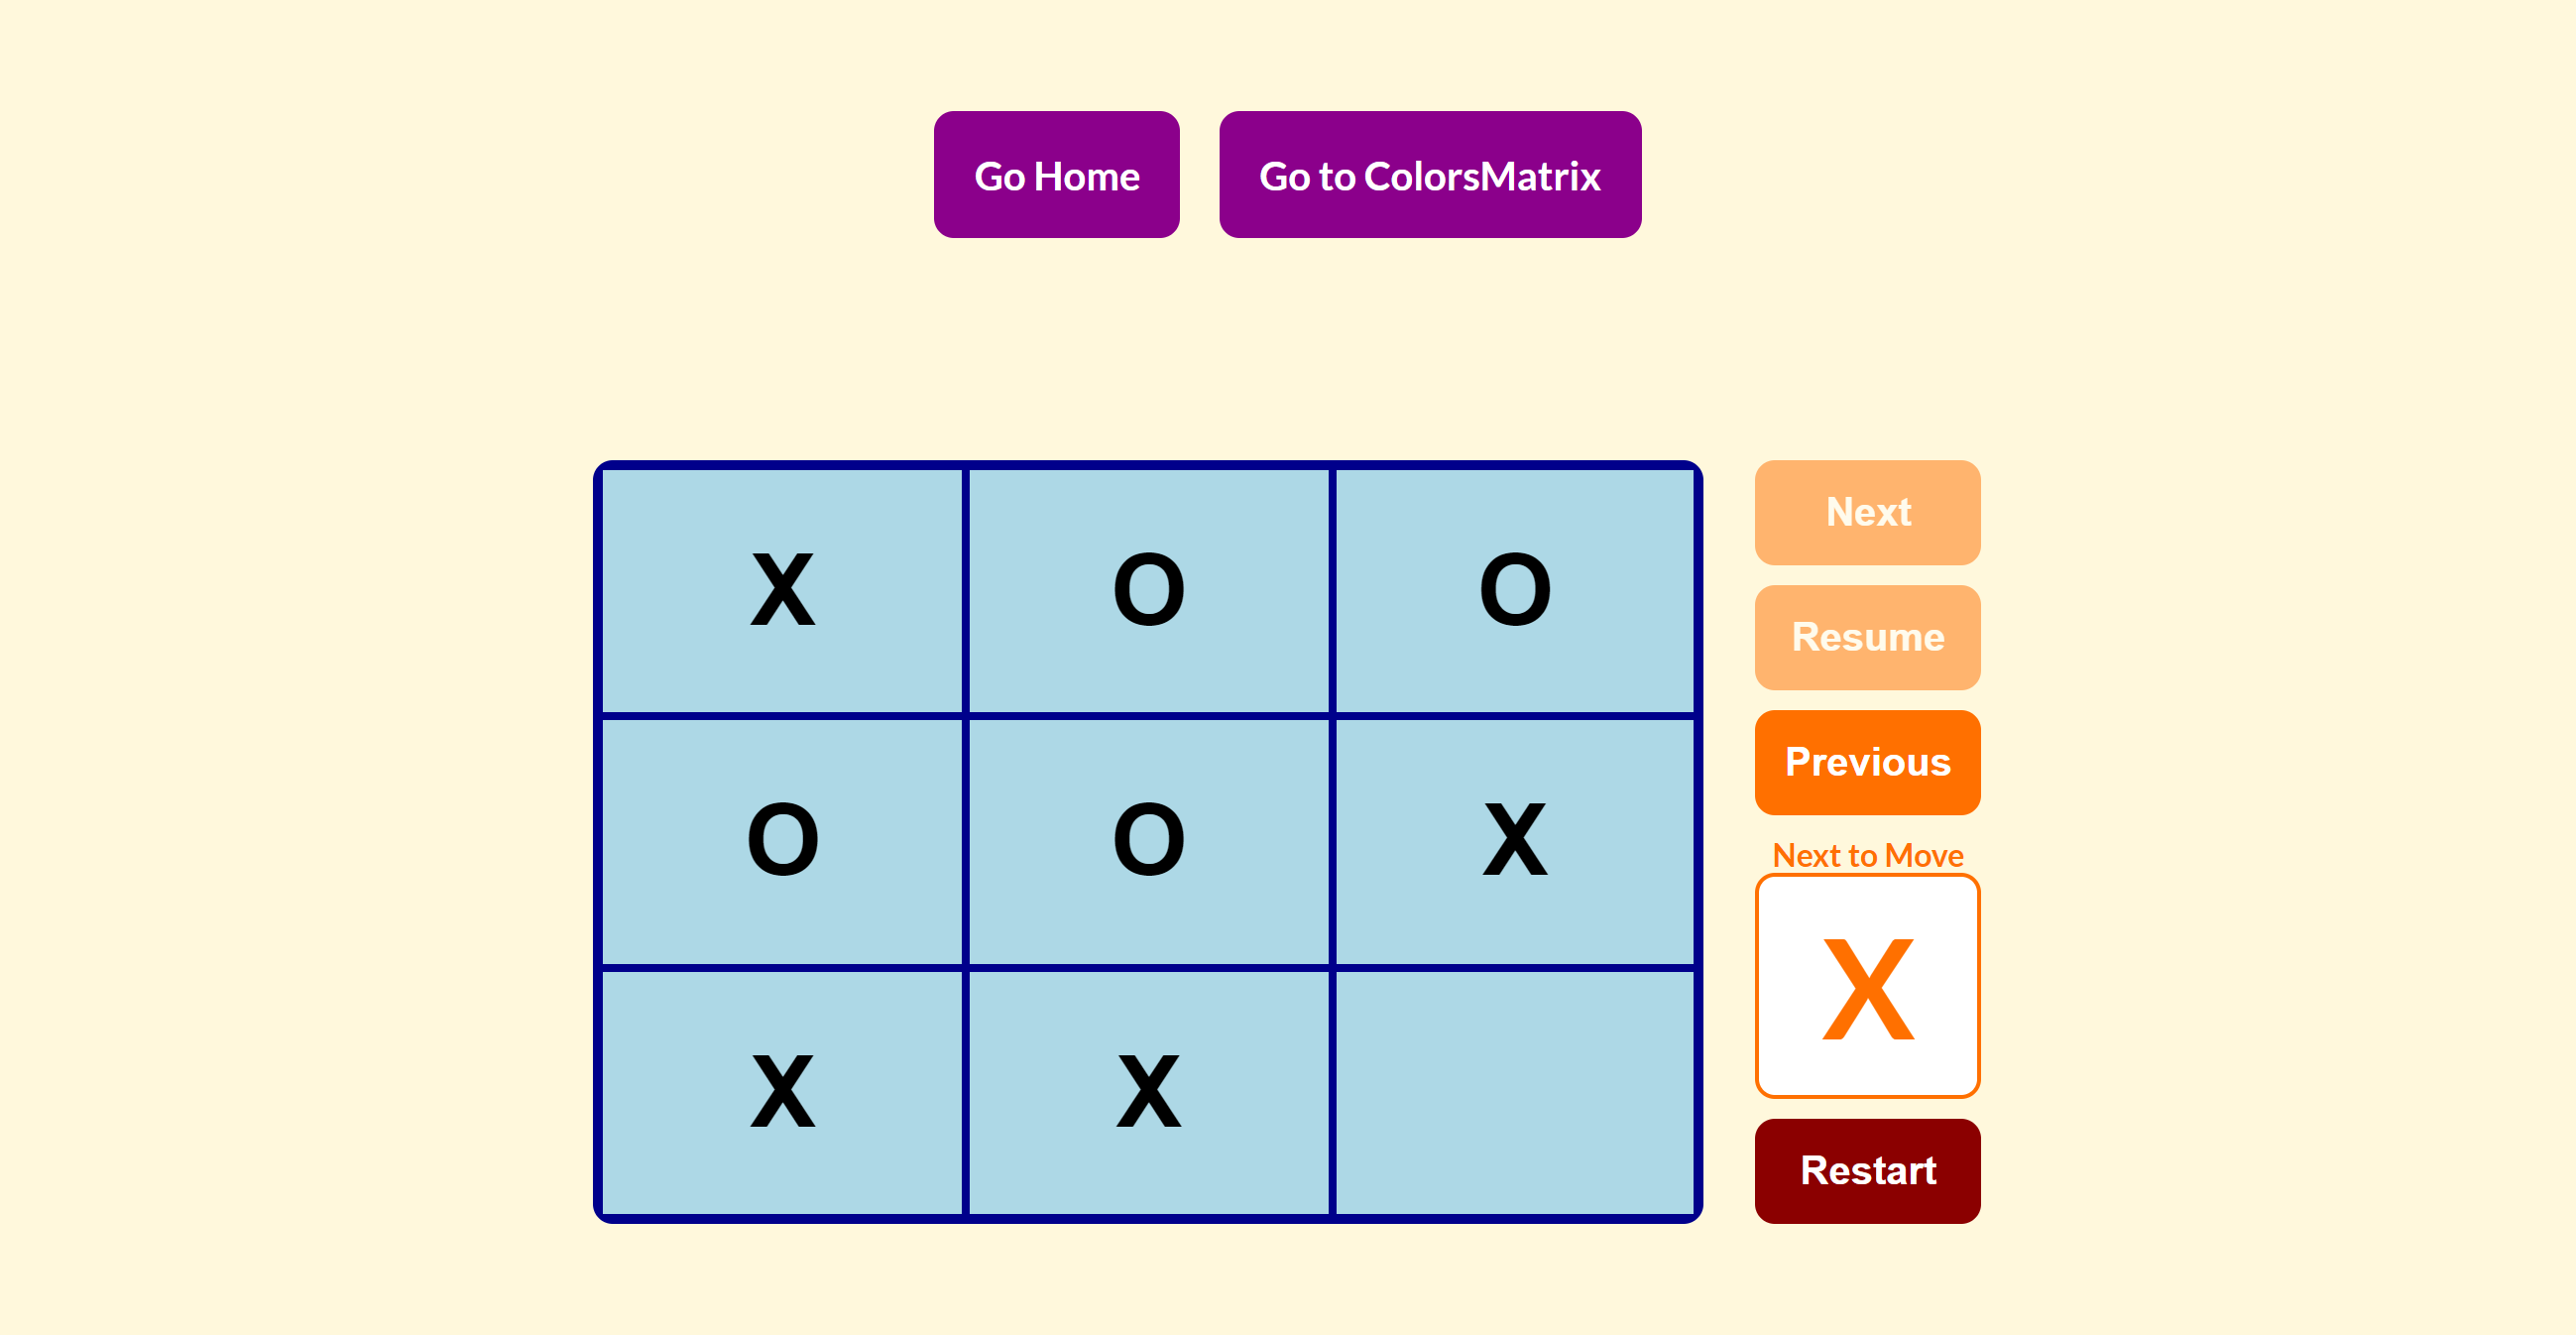 Go Home Go to ColorsMatrix
X O O
O O X
X X
Next
Resume
Previous
Next to Move
X
Restart